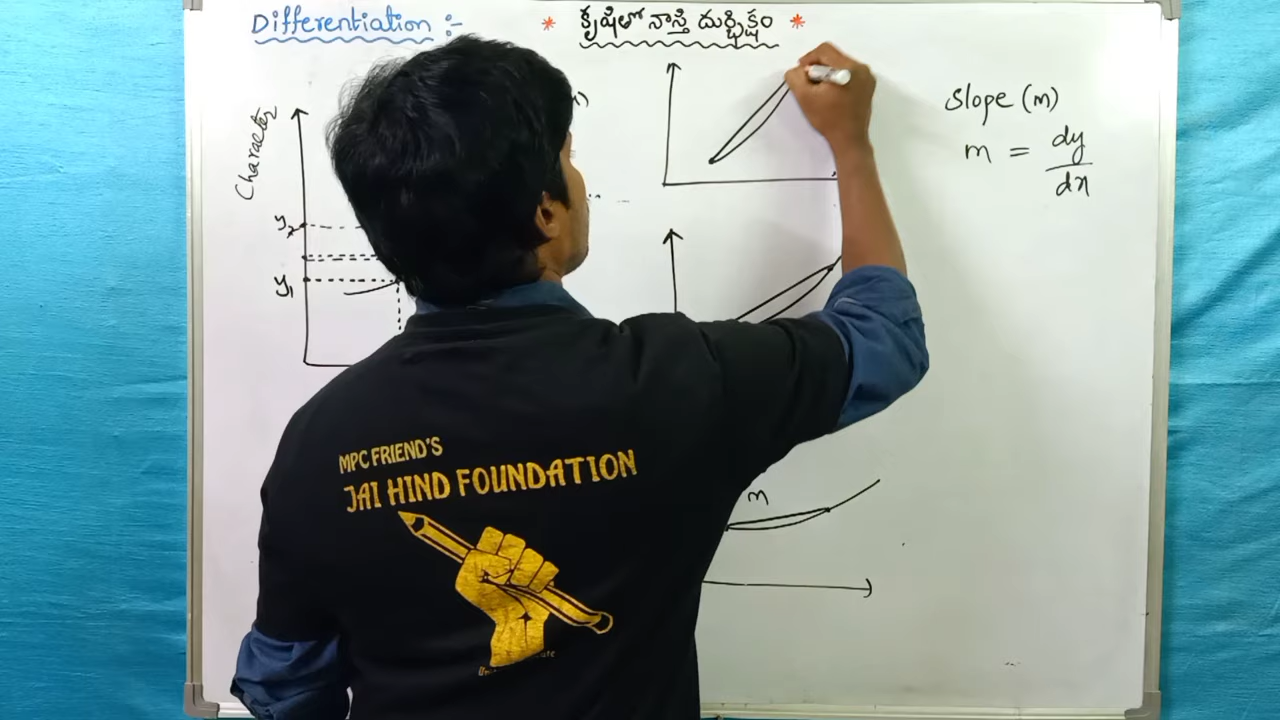 Differentiation :-
* కృషితో నాస్తి దుర్భిక్షం *
Character
y₂
y₁
Slope (m)
m = dy/dx
m
MPC FRIEND'S
JAI HIND FOUNDATION